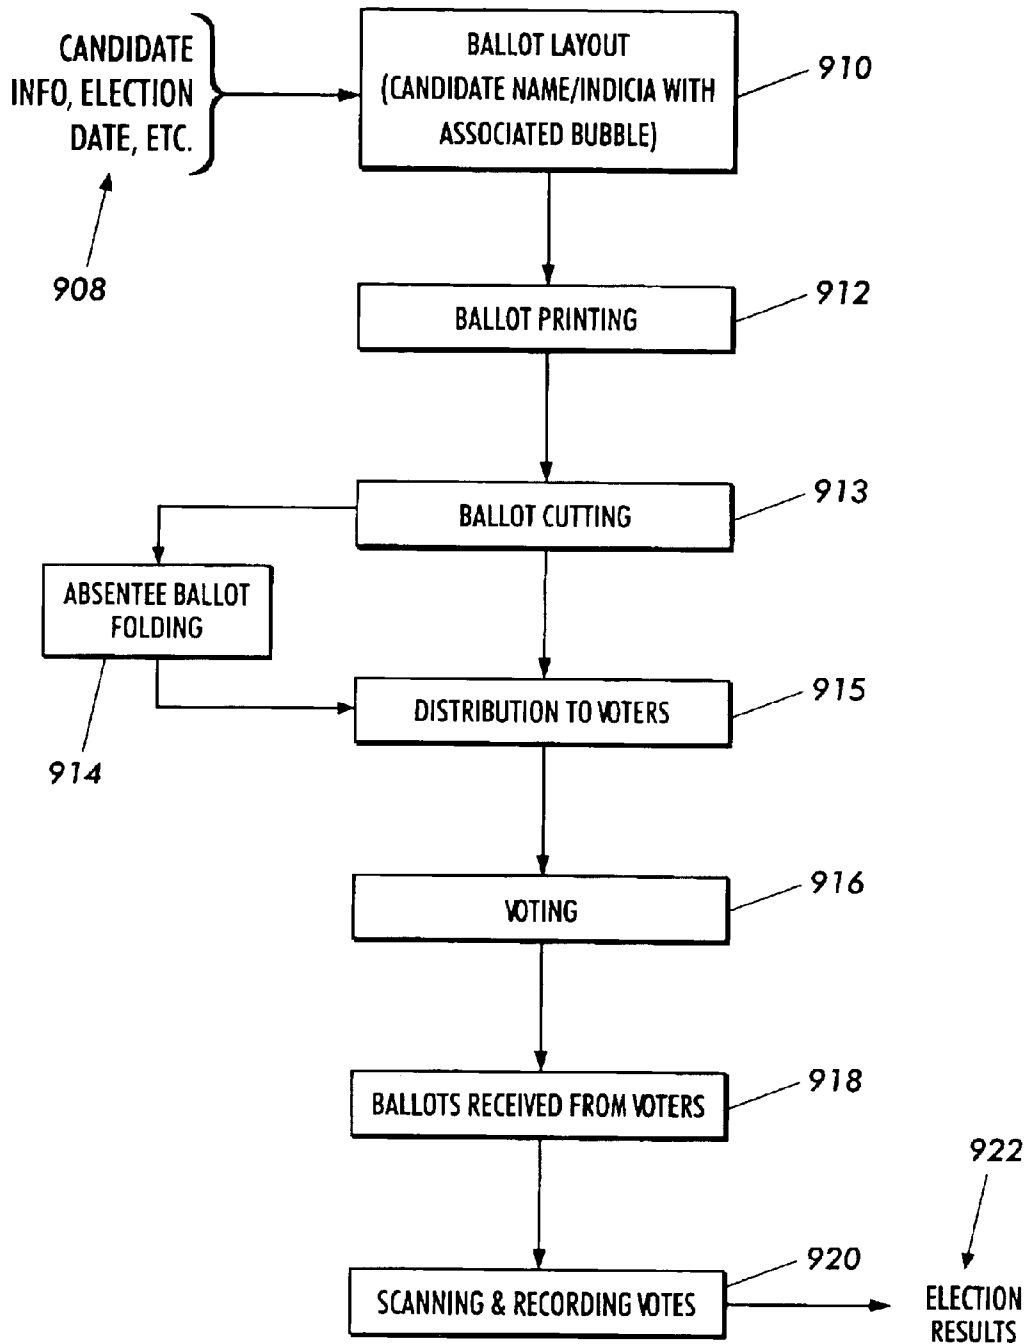 CANDIDATE
INFO, ELECTION
DATE, ETC.
908
BALLOT LAYOUT
(CANDIDATE NAME/INDICIA WITH
ASSOCIATED BUBBLE)
910
BALLOT PRINTING
912
BALLOT CUTTING
913
ABSENTEE BALLOT
FOLDING
914
DISTRIBUTION TO VOTERS
915
VOTING
916
BALLOTS RECEIVED FROM VOTERS
918
SCANNING & RECORDING VOTES
920
922
ELECTION
RESULTS